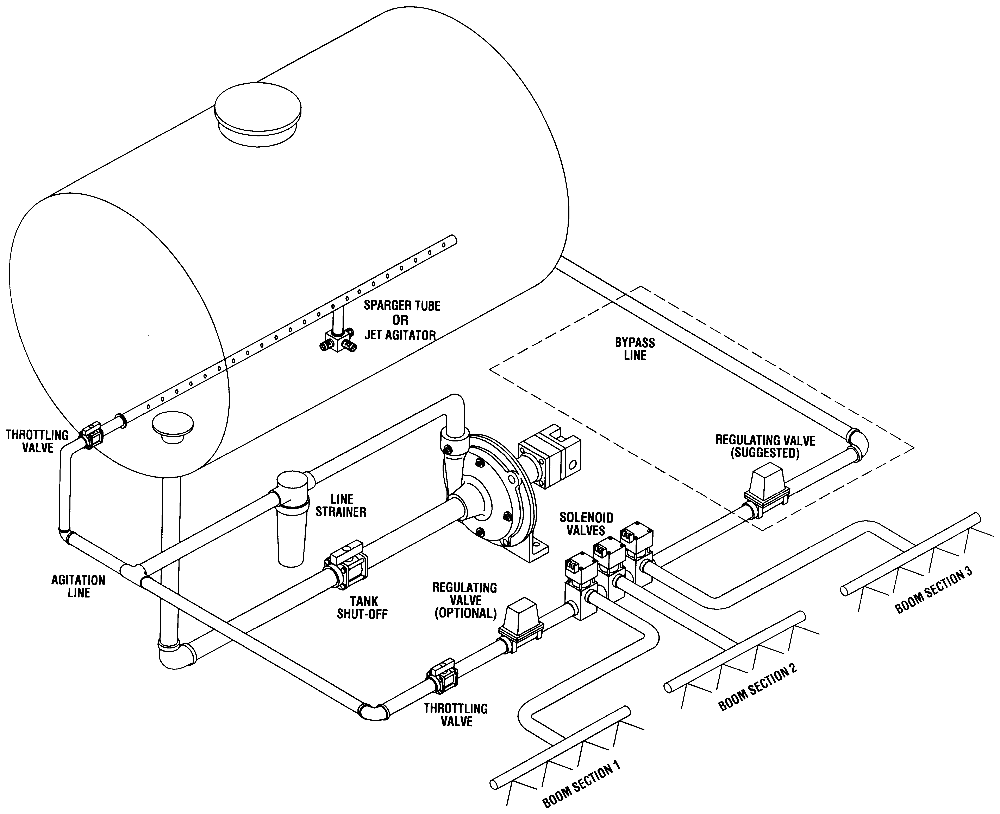 SPARGER TUBE
OR
JET AGITATOR
BYPASS
LINE
THROTTLING
VALVE
REGULATING VALVE
(SUGGESTED)
LINE
STRAINER
SOLENOID
VALVES
AGITATION
LINE
TANK
SHUT-OFF
REGULATING
VALVE
(OPTIONAL)
BOOM SECTION 3
BOOM SECTION 2
THROTTLING
VALVE
BOOM SECTION 1